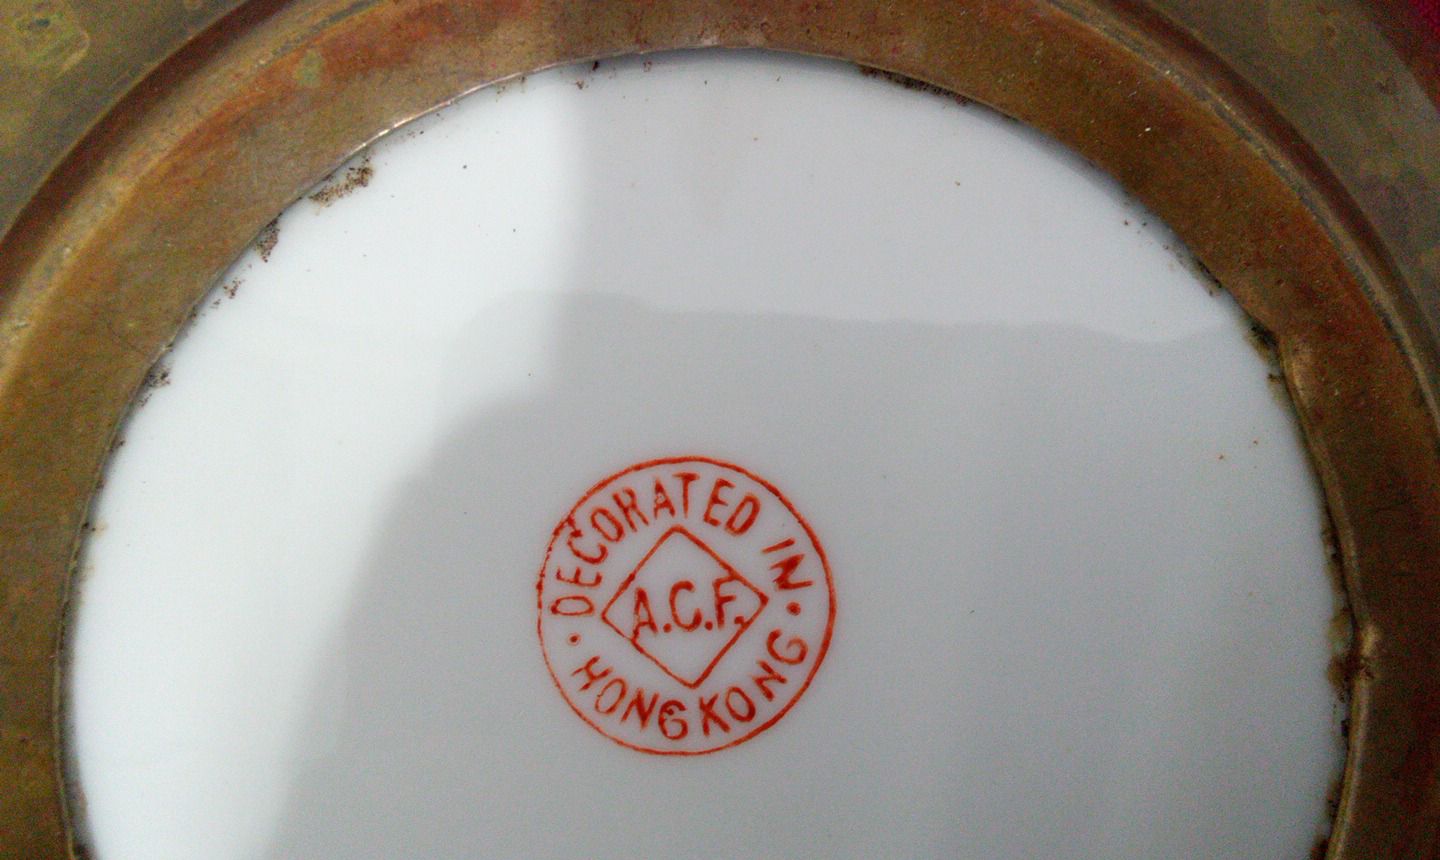 DECORATED IN
A.C.F.
HONG KONG